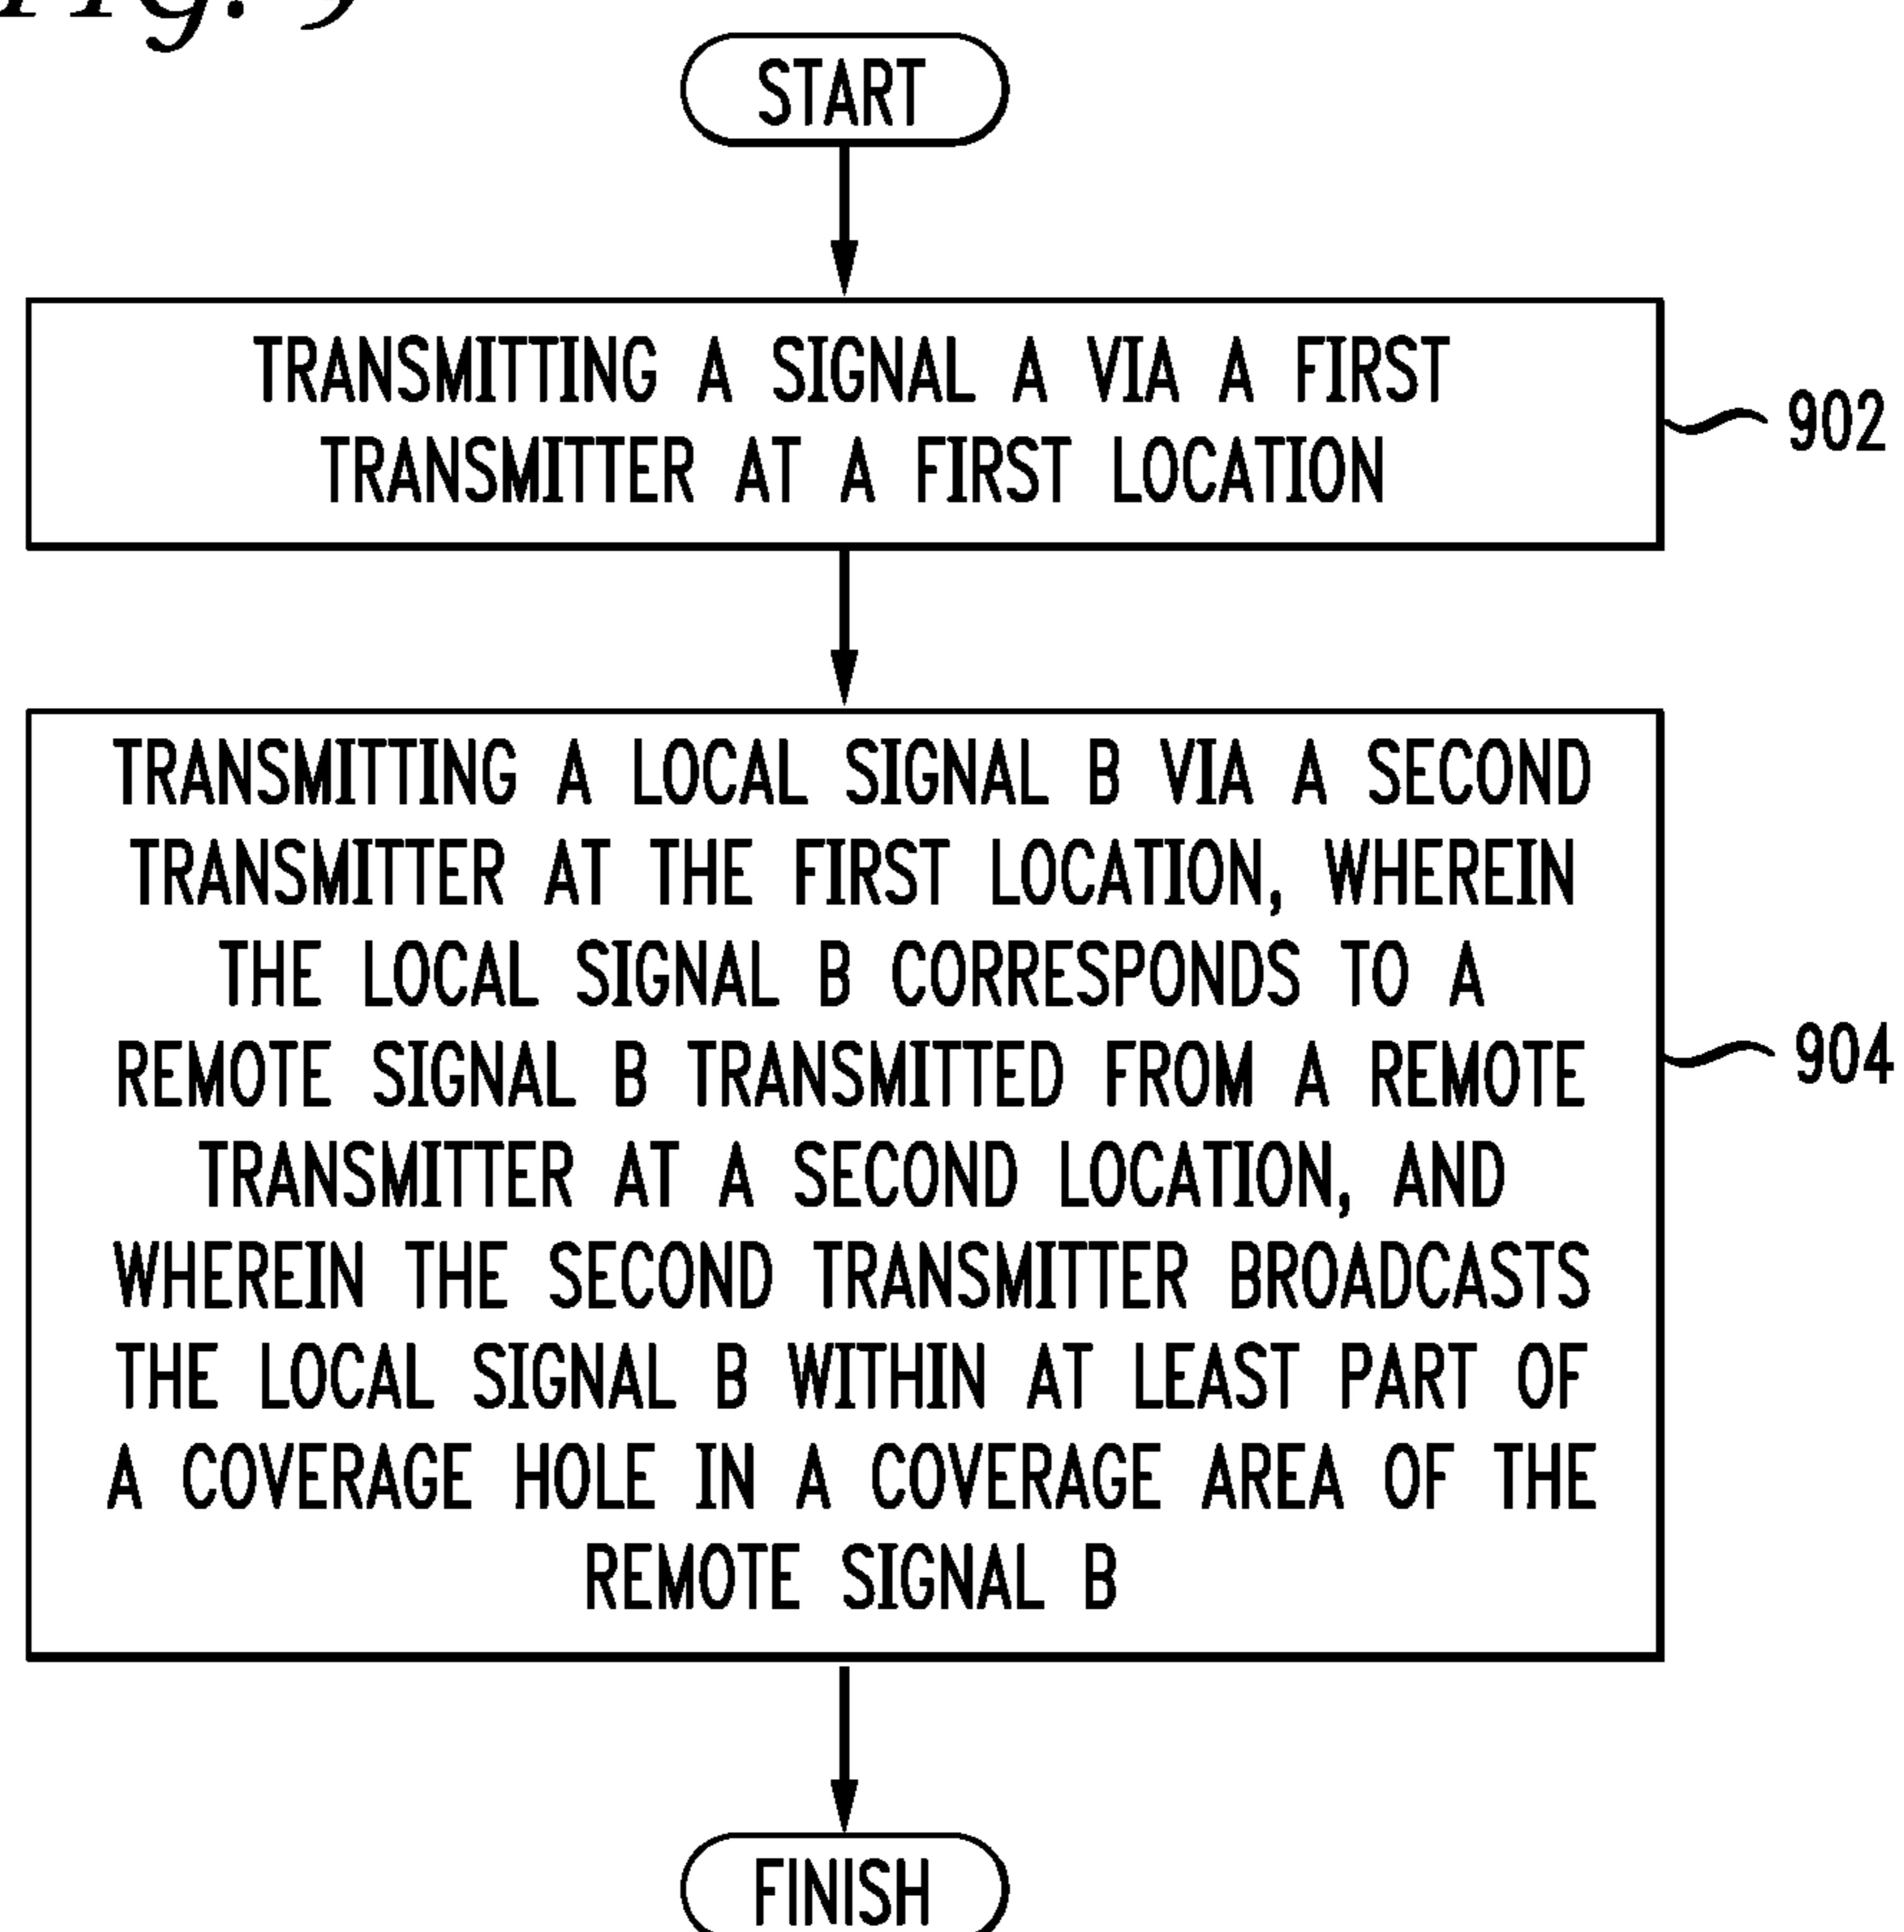 Fig. 9
START
TRANSMITTING A SIGNAL A VIA A FIRST
TRANSMITTER AT A FIRST LOCATION
902
TRANSMITTING A LOCAL SIGNAL B VIA A SECOND
TRANSMITTER AT THE FIRST LOCATION, WHEREIN
THE LOCAL SIGNAL B CORRESPONDS TO A
REMOTE SIGNAL B TRANSMITTED FROM A REMOTE
TRANSMITTER AT A SECOND LOCATION, AND
WHEREIN THE SECOND TRANSMITTER BROADCASTS
THE LOCAL SIGNAL B WITHIN AT LEAST PART OF
A COVERAGE HOLE IN A COVERAGE AREA OF THE
REMOTE SIGNAL B
904
FINISH